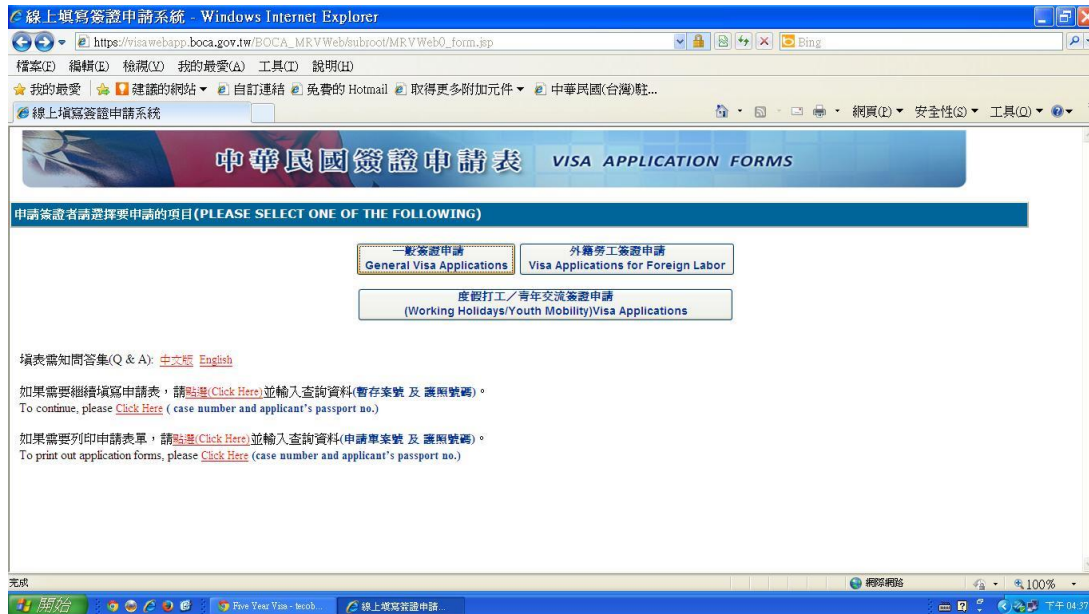 線上填寫簽證申請系統 - Windows Internet Explorer
https://visawebapp.boca.gov.tw/BOCA_MRVWeb/subroot/MRVWeb0_form.jsp
Bing
檔案(F) 編輯(E) 檢視(V) 我的最愛(A) 工具(T) 說明(H)
我的最愛 建議的網站 自訂連結 免費的 Hotmail 取得更多附加元件 中華民國(台灣)駐...
線上填寫簽證申請系統
網頁(P) 安全性(S) 工具(O)
中華民國簽證申請表 VISA APPLICATION FORMS
申請簽證者請選擇要申請的項目(PLEASE SELECT ONE OF THE FOLLOWING)
一般簽證申請
General Visa Applications
外籍勞工簽證申請
Visa Applications for Foreign Labor
度假打工／青年交流簽證申請
(Working Holidays/Youth Mobility)Visa Applications
填表需知問答集(Q & A): 中文版 English
如果需要繼續填寫申請表，請點選(Click Here)並輸入查詢資料(暫存案號 及 護照號碼)。
To continue, please Click Here ( case number and applicant's passport no.)
如果需要列印申請表單，請點選(Click Here)並輸入查詢資料(申請單案號 及 護照號碼)。
To print out application forms, please Click Here (case number and applicant's passport no.)
完成
網際網路
100%
開始
Five Year Visa - tecob...
線上填寫簽證申請...
下午 04:37